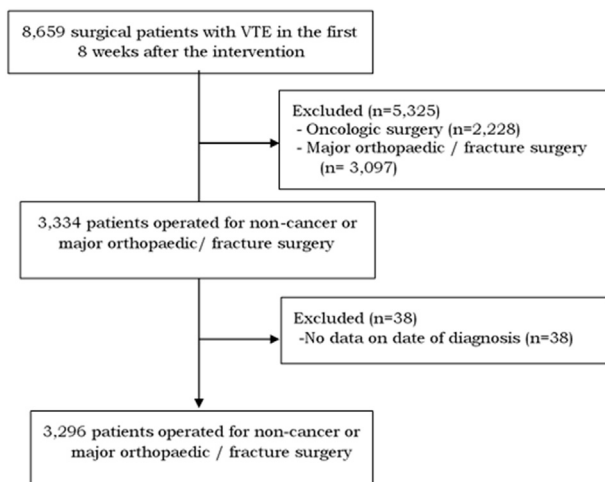 8,659 surgical patients with VTE in the first
8 weeks after the intervention
Excluded (n=5,325)
- Oncologic surgery (n=2,228)
- Major orthopaedic / fracture surgery
(n= 3,097)
3,334 patients operated for non-cancer or
major orthopaedic/ fracture surgery
Excluded (n=38)
-No data on date of diagnosis (n=38)
3,296 patients operated for non-cancer or
major orthopaedic / fracture surgery